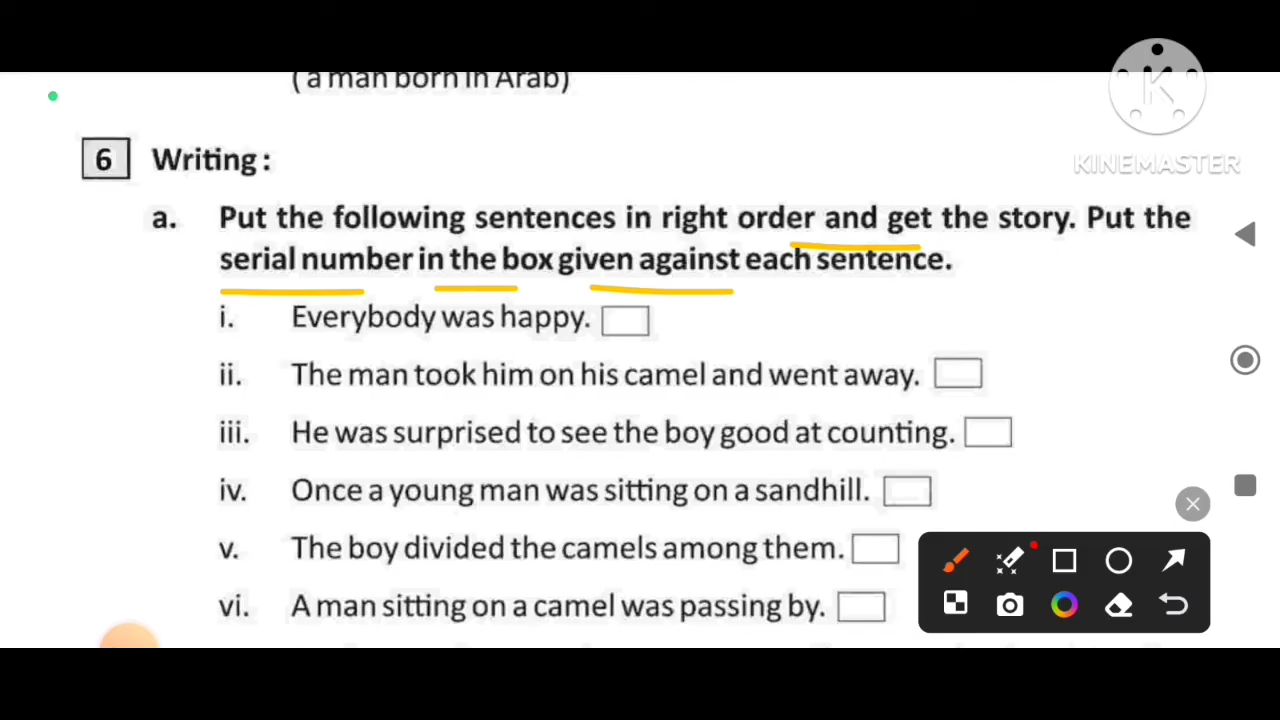 ( a man born in Arab)
KINEMASTER
6 Writing :
a. Put the following sentences in right order and get the story. Put the
serial number in the box given against each sentence.
i. Everybody was happy.
ii. The man took him on his camel and went away.
iii. He was surprised to see the boy good at counting.
iv. Once a young man was sitting on a sandhill.
v. The boy divided the camels among them.
vi. A man sitting on a camel was passing by.